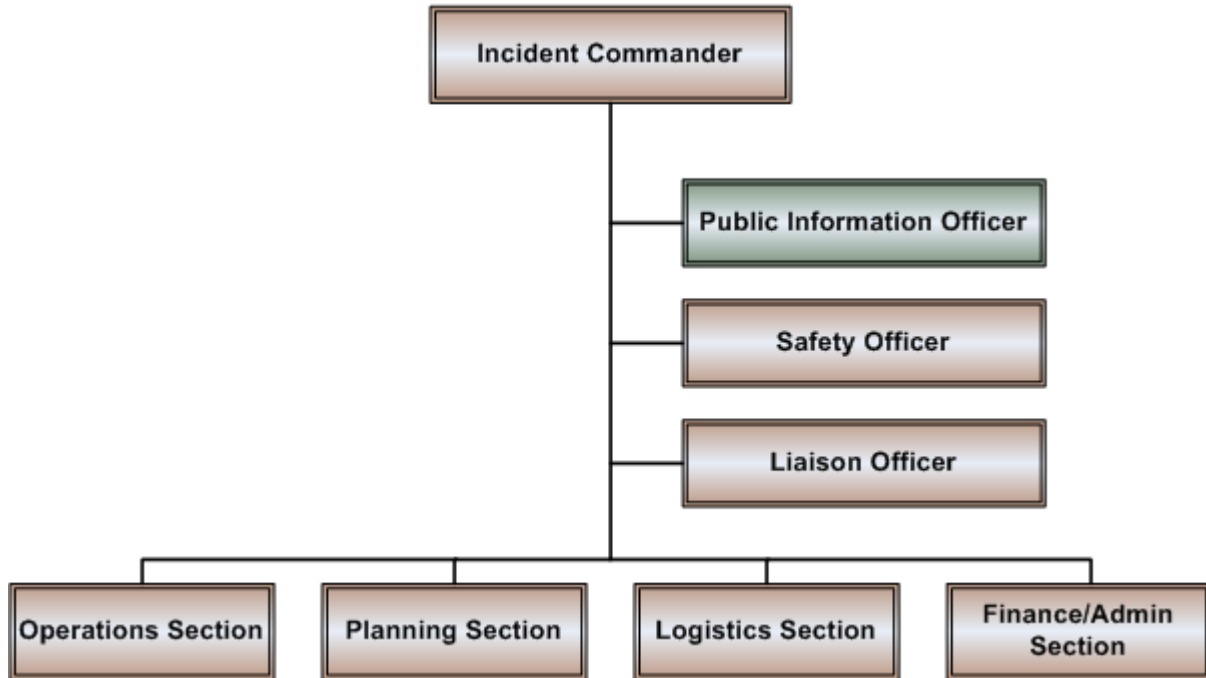 Incident Commander
Public Information Officer
Safety Officer
Liaison Officer
Operations Section
Planning Section
Logistics Section
Finance/Admin
Section